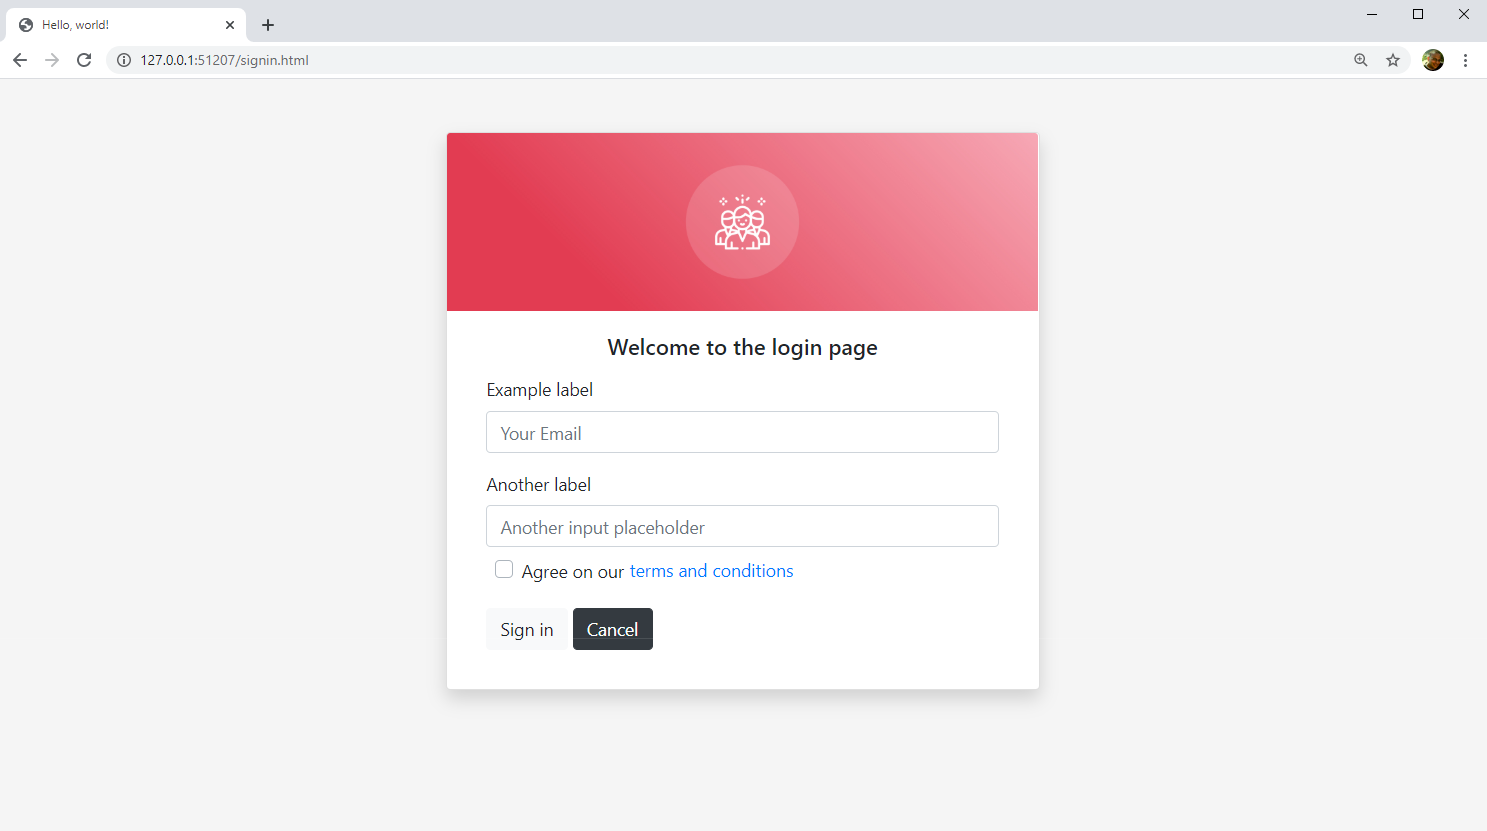 Hello, world!
127.0.0.1:51207/signin.html
Welcome to the login page
Example label
Your Email
Another label
Another input placeholder
Agree on our terms and conditions
Sign in Cancel